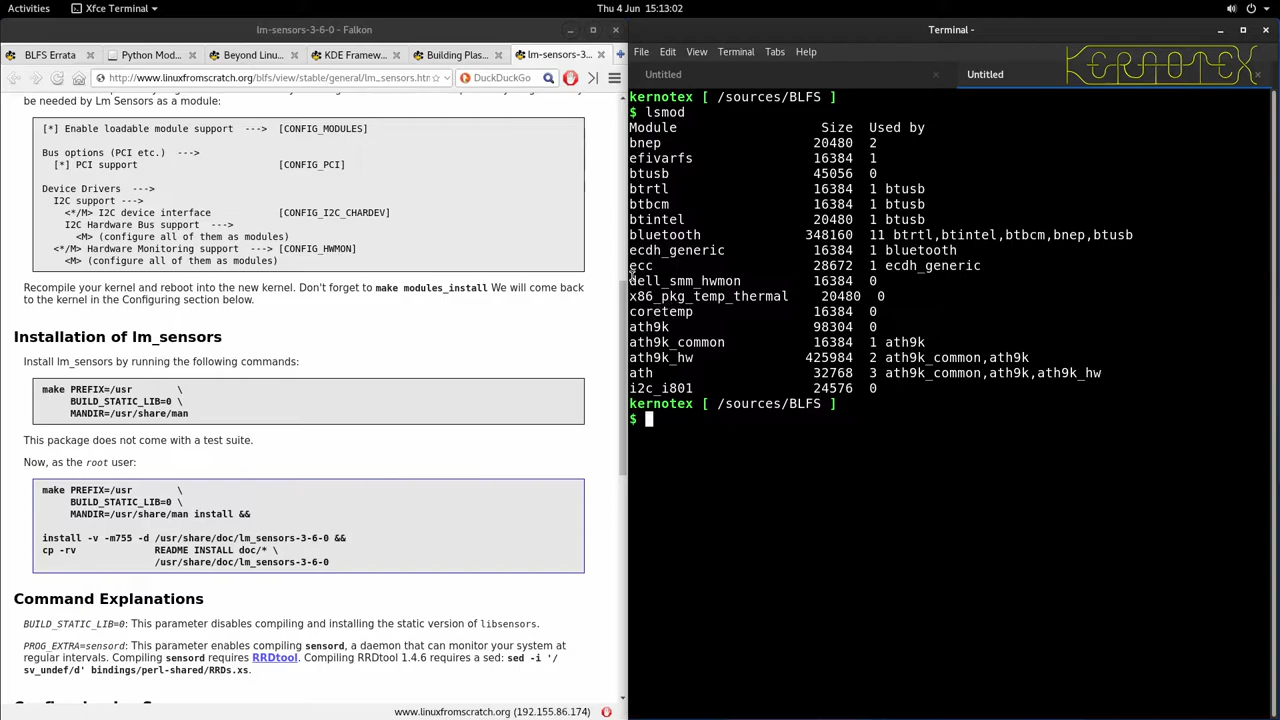 Activities Xfce Terminal Thu 4 Jun 15:13:02
lm-sensors-3-6-0 - Falkon
BLFS Errata Python Mod... Beyond Linu... KDE Framew... Building Plas... lm-sensors-3...
http://www.linuxfromscratch.org/blfs/view/stable/general/lm_sensors.htm DuckDuckGo
be needed by Lm Sensors as a module:
[*] Enable loadable module support ---> [CONFIG_MODULES]
Bus options (PCI etc.) --->
[*] PCI support [CONFIG_PCI]
Device Drivers --->
I2C support --->
<*/M> I2C device interface [CONFIG_I2C_CHARDEV]
I2C Hardware Bus support --->
<M> (configure all of them as modules)
<*/M> Hardware Monitoring support ---> [CONFIG_HWMON]
<M> (configure all of them as modules)
Recompile your kernel and reboot into the new kernel. Don't forget to make modules_install We will come back
to the kernel in the Configuring section below.
Installation of lm_sensors
Install lm_sensors by running the following commands:
make PREFIX=/usr \
BUILD_STATIC_LIB=0 \
MANDIR=/usr/share/man
This package does not come with a test suite.
Now, as the root user:
make PREFIX=/usr \
BUILD_STATIC_LIB=0 \
MANDIR=/usr/share/man install &&
install -v -m755 -d /usr/share/doc/lm_sensors-3-6-0 &&
cp -rv README INSTALL doc/* \
/usr/share/doc/lm_sensors-3-6-0
Command Explanations
BUILD_STATIC_LIB=0: This parameter disables compiling and installing the static version of libsensors.
PROG_EXTRA=sensord: This parameter enables compiling sensord, a daemon that can monitor your system at
regular intervals. Compiling sensord requires RRDtool. Compiling RRDtool 1.4.6 requires a sed: sed -i '/
sv_undef/d' bindings/perl-shared/RRDs.xs.
www.linuxfromscratch.org (192.155.86.174)
Terminal -
File Edit View Terminal Tabs Help
KERNOTEX
Untitled Untitled
kernotex [ /sources/BLFS ]
$ lsmod
Module Size Used by
bnep 20480 2
efivarfs 16384 1
btusb 45056 0
btrtl 16384 1 btusb
btbcm 16384 1 btusb
btintel 20480 1 btusb
bluetooth 348160 11 btrtl,btintel,btbcm,bnep,btusb
ecdh_generic 16384 1 bluetooth
ecc 28672 1 ecdh_generic
dell_smm_hwmon 16384 0
x86_pkg_temp_thermal 20480 0
coretemp 16384 0
ath9k 98304 0
ath9k_common 16384 1 ath9k
ath9k_hw 425984 2 ath9k_common,ath9k
ath 32768 3 ath9k_common,ath9k,ath9k_hw
i2c_i801 24576 0
kernotex [ /sources/BLFS ]
$